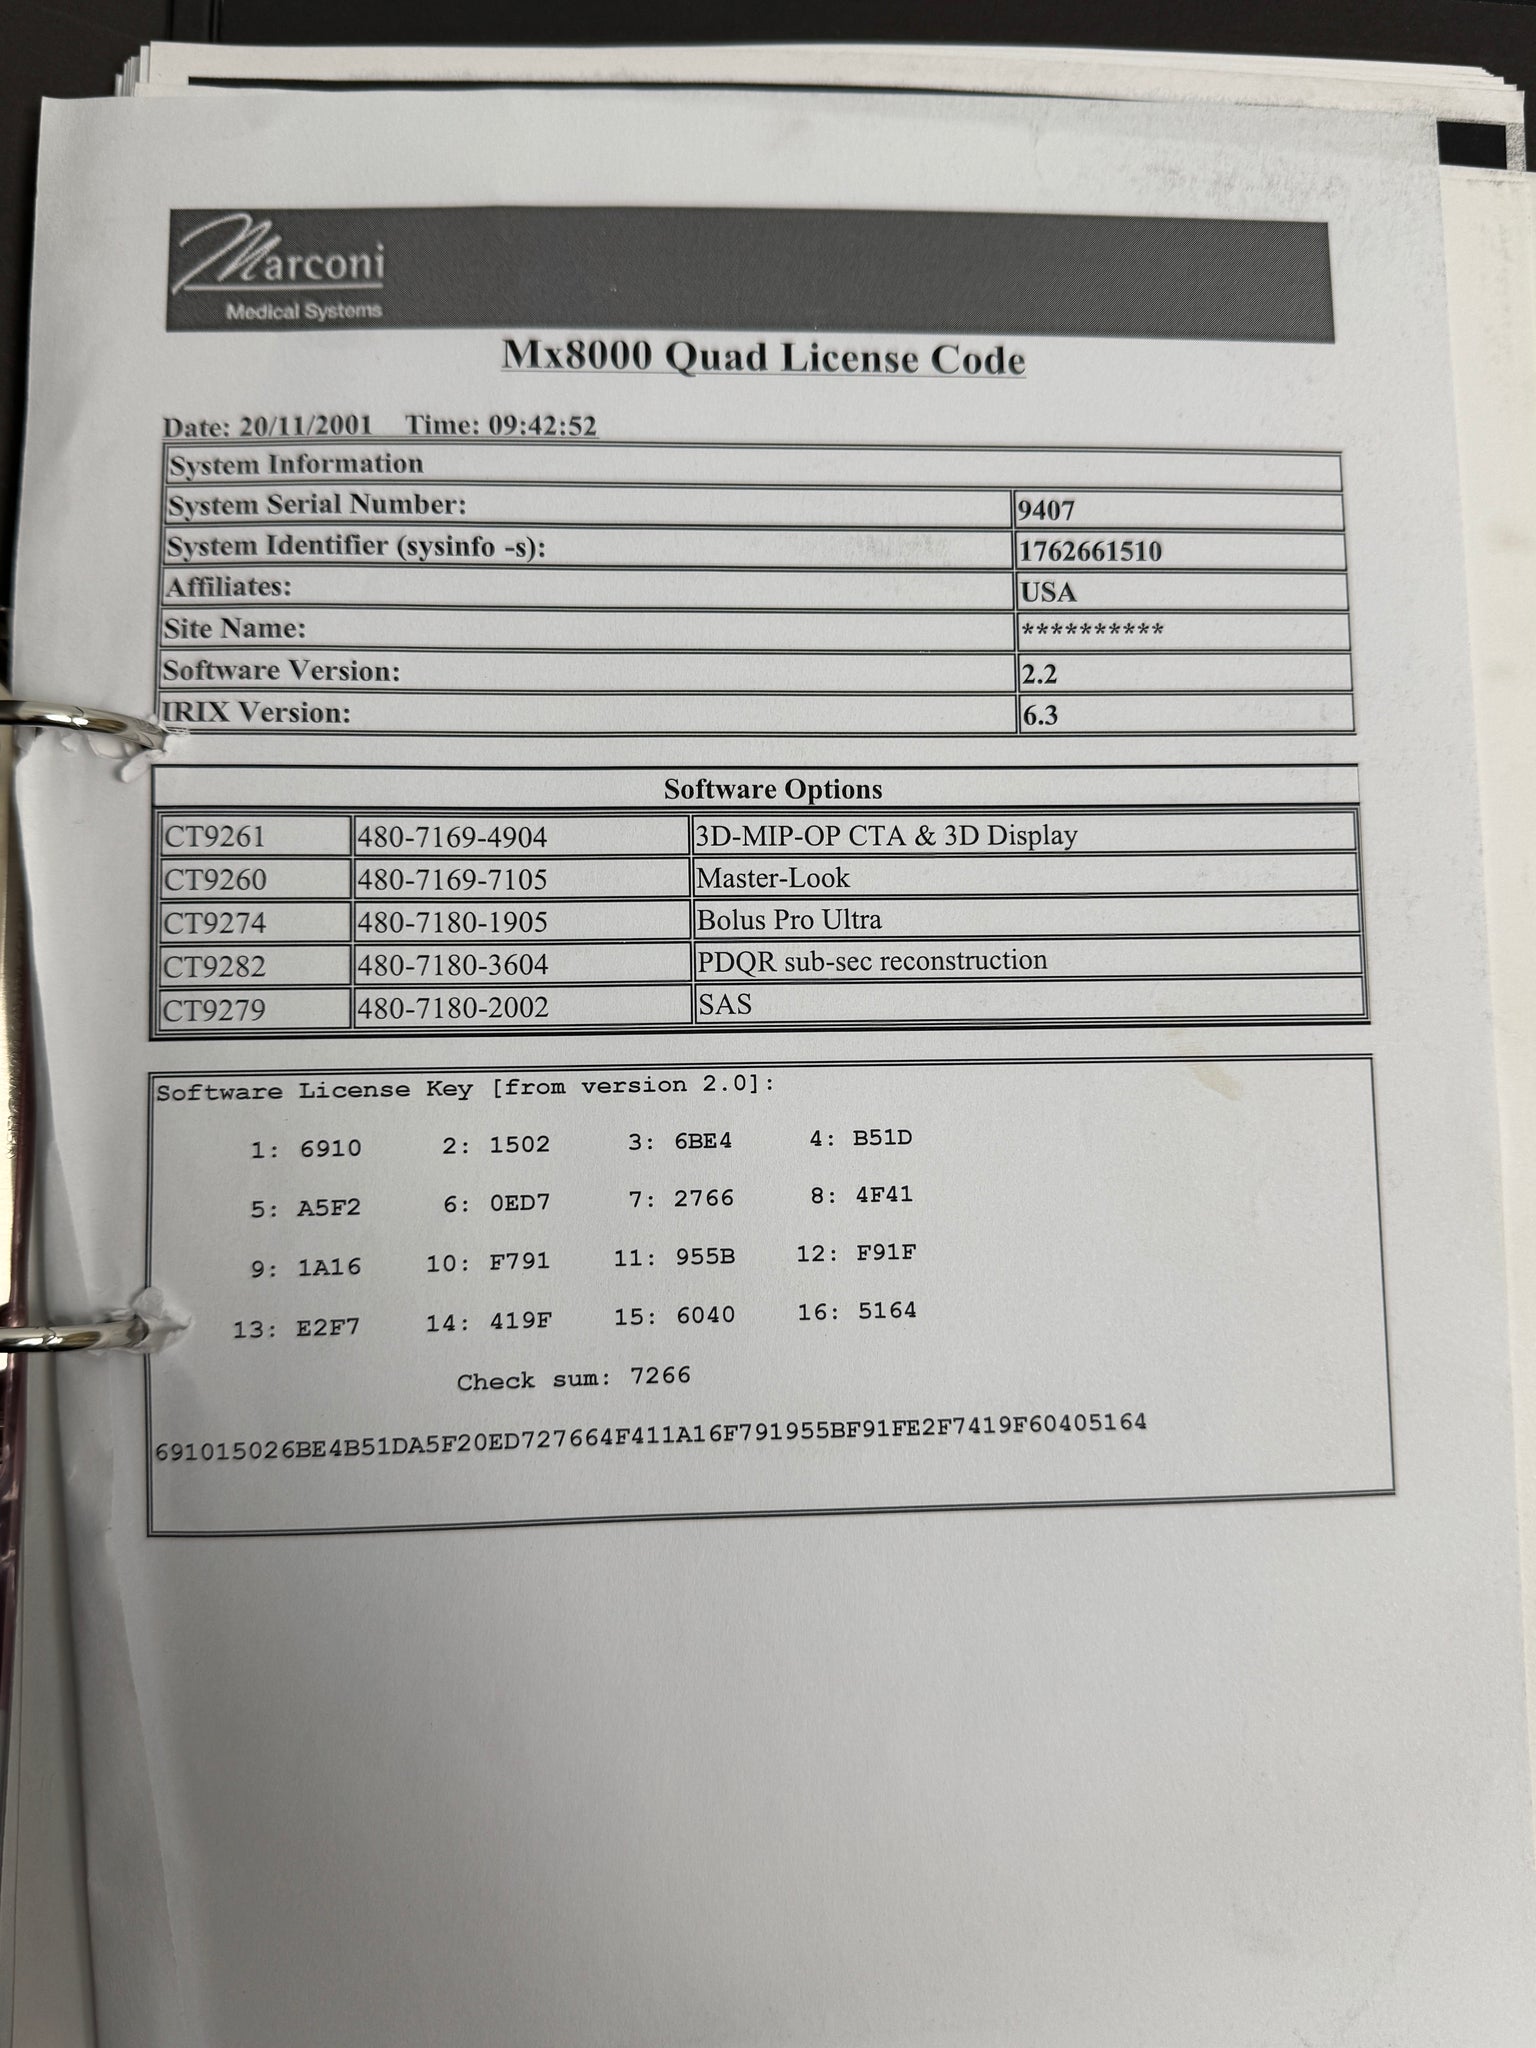 Marconi
Medical Systems
Mx8000 Quad License Code
Date: 20/11/2001 Time: 09:42:52
System Information
System Serial Number: 9407
System Identifier (sysinfo -s): 1762661510
Affiliates: USA
Site Name: **********
Software Version: 2.2
IRIX Version: 6.3
Software Options
CT9261 480-7169-4904 3D-MIP-OP CTA & 3D Display
CT9260 480-7169-7105 Master-Look
CT9274 480-7180-1905 Bolus Pro Ultra
CT9282 480-7180-3604 PDQR sub-sec reconstruction
CT9279 480-7180-2002 SAS
Software License Key [from version 2.0]:
1: 6910 2: 1502 3: 6BE4 4: B51D
5: A5F2 6: 0ED7 7: 2766 8: 4F41
9: 1A16 10: F791 11: 955B 12: F91F
13: E2F7 14: 419F 15: 6040 16: 5164
Check sum: 7266
691015026BE4B51DA5F20ED727664F411A16F791955BF91FE2F7419F60405164